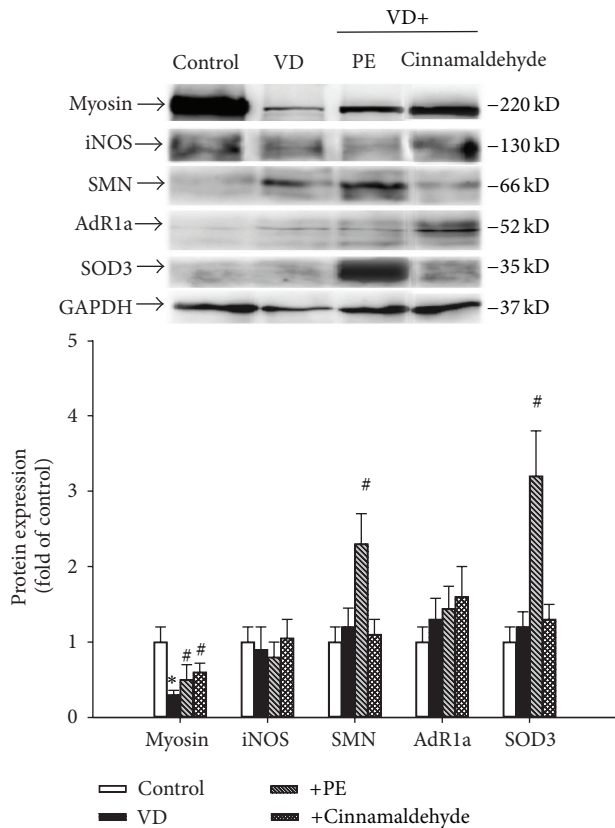 VD+
Control VD PE Cinnamaldehyde
Myosin → −220 kD
iNOS → −130 kD
SMN → −66 kD
AdR1a → −52 kD
SOD3 → −35 kD
GAPDH → −37 kD
5
4
3
2
1
0
Protein expression
(fold of control)
* # #
#
#
Myosin iNOS SMN AdR1a SOD3
Control +PE
VD +Cinnamaldehyde